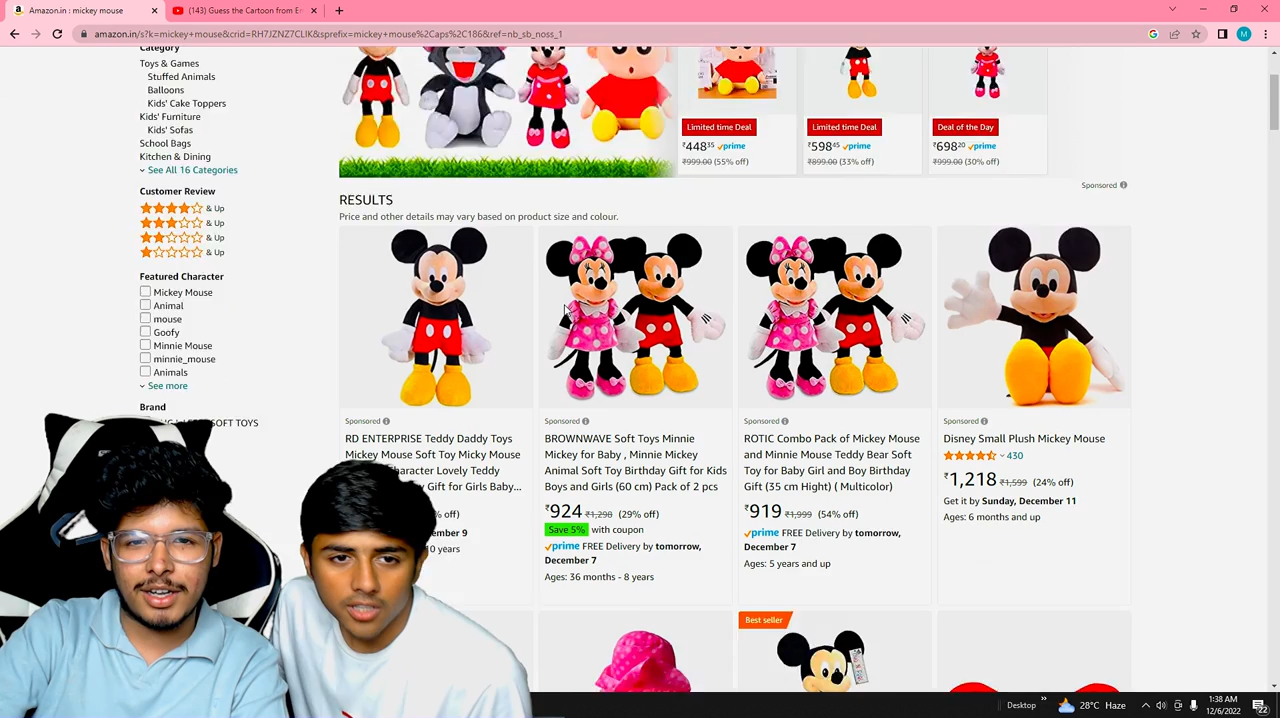 Amazon.in : mickey mouse
(143) Guess the Cartoon from En
amazon.in/s?k=mickey+mouse&crid=RH7JZNZ7CLIK&sprefix=mickey+mouse%2Caps%2C186&ref=nb_sb_noss_1
M
Category
Toys & Games
Stuffed Animals
Balloons
Kids' Cake Toppers
Kids' Furniture
Kids' Sofas
School Bags
Kitchen & Dining
See All 16 Categories
Customer Review
& Up
& Up
& Up
& Up
Featured Character
Mickey Mouse
Animal
mouse
Goofy
Minnie Mouse
minnie_mouse
Animals
See more
Brand
SOFT TOYS
Limited time Deal
₹448 35 prime
₹999.00 (55% off)
Limited time Deal
₹598 45 prime
₹899.00 (33% off)
Deal of the Day
₹698 20 prime
₹999.00 (30% off)
Sponsored
RESULTS
Price and other details may vary based on product size and colour.
Sponsored
RD ENTERPRISE Teddy Daddy Toys
Mickey Mouse Soft Toy Micky Mouse
Character Lovely Teddy
Gift for Girls Baby...
% off)
ember 9
10 years
Sponsored
BROWNWAVE Soft Toys Minnie
Mickey for Baby , Minnie Mickey
Animal Soft Toy Birthday Gift for Kids
Boys and Girls (60 cm) Pack of 2 pcs
₹924 ₹1,298 (29% off)
Save 5% with coupon
prime FREE Delivery by tomorrow,
December 7
Ages: 36 months - 8 years
Sponsored
ROTIC Combo Pack of Mickey Mouse
and Minnie Mouse Teddy Bear Soft
Toy for Baby Girl and Boy Birthday
Gift (35 cm Hight) ( Multicolor)
₹919 ₹1,999 (54% off)
prime FREE Delivery by tomorrow,
December 7
Ages: 5 years and up
Sponsored
Disney Small Plush Mickey Mouse
430
₹1,218 ₹1,599 (24% off)
Get it by Sunday, December 11
Ages: 6 months and up
Best seller
Desktop
28°C Haze
1:38 AM
12/6/2022
22